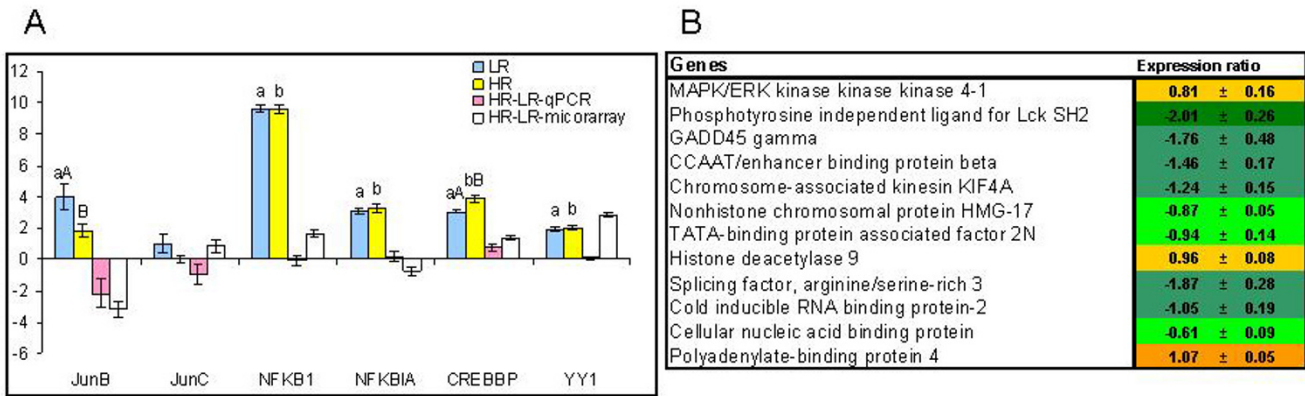 A
12
10
8
6
4
2
0
-2
-4
-6
LR
HR
HR-LR-qPCR
HR-LR-micorarray
aA
B
a b
a b
aA bB
a b
JunB JunC NFKB1 NFKBIA CREBBP YY1
B
Genes Expression ratio
MAPK/ERK kinase kinase kinase 4-1 0.81 ± 0.16
Phosphotyrosine independent ligand for Lck SH2 -2.01 ± 0.26
GADD45 gamma -1.76 ± 0.48
CCAAT/enhancer binding protein beta -1.46 ± 0.17
Chromosome-associated kinesin KIF4A -1.24 ± 0.15
Nonhistone chromosomal protein HMG-17 -0.87 ± 0.05
TATA-binding protein associated factor 2N -0.94 ± 0.14
Histone deacetylase 9 0.96 ± 0.08
Splicing factor, arginine/serine-rich 3 -1.87 ± 0.28
Cold inducible RNA binding protein-2 -1.05 ± 0.19
Cellular nucleic acid binding protein -0.61 ± 0.09
Polyadenylate-binding protein 4 1.07 ± 0.05